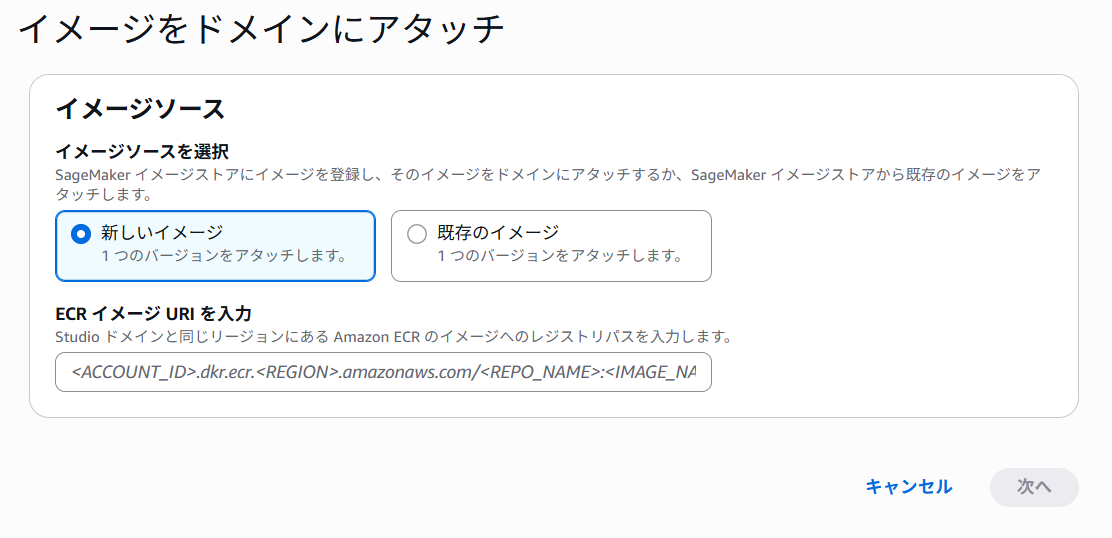 イメージをドメインにアタッチ
イメージソース
イメージソースを選択
SageMaker イメージストアにイメージを登録し、そのイメージをドメインにアタッチするか、SageMaker イメージストアから既存のイメージをア
タッチします。
新しいイメージ
1 つのバージョンをアタッチします。
既存のイメージ
1 つのバージョンをアタッチします。
ECR イメージ URI を入力
Studio ドメインと同じリージョンにある Amazon ECR のイメージへのレジストリパスを入力します。
<ACCOUNT_ID>.dkr.ecr.<REGION>.amazonaws.com/<REPO_NAME>:<IMAGE_NA
キャンセル
次へ